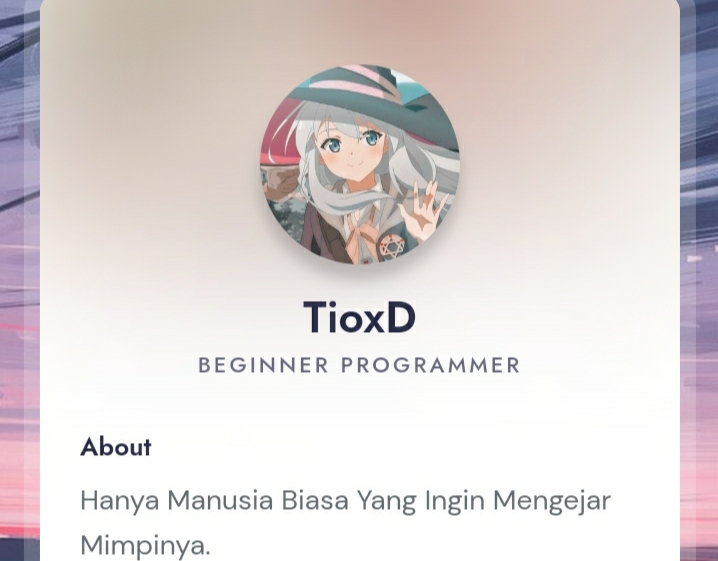 TioxD
BEGINNER PROGRAMMER
About
Hanya Manusia Biasa Yang Ingin Mengejar
Mimpinya.